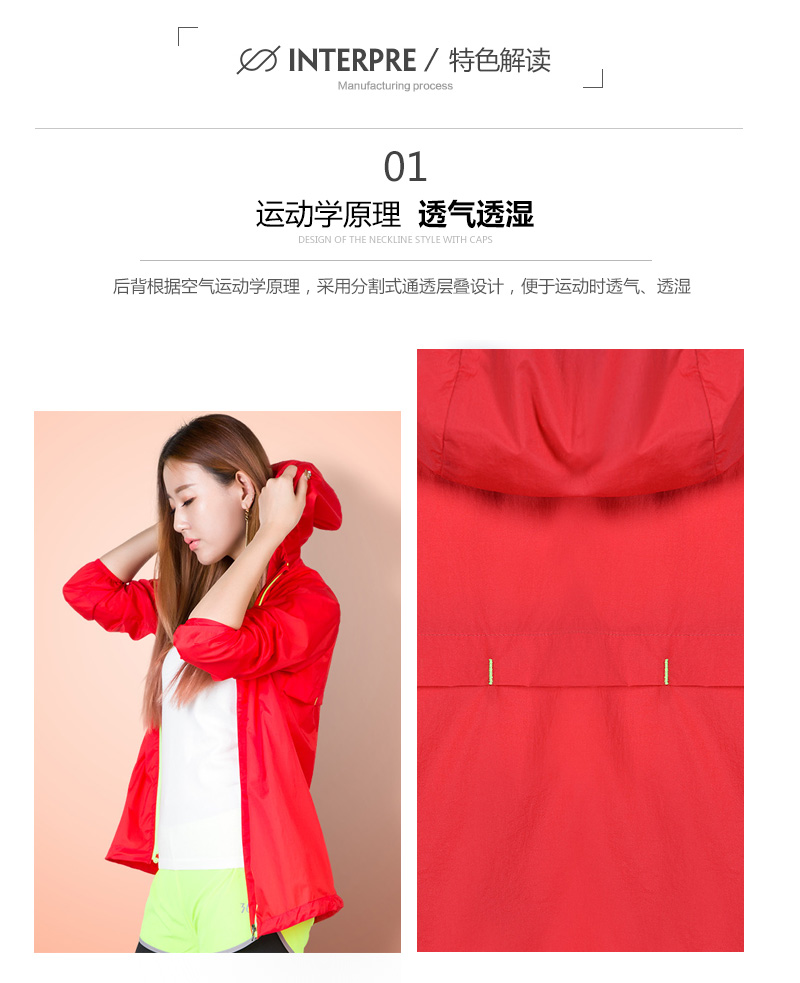 INTERPRE / 特色解读
Manufacturing process
01
运动学原理 透气透湿
DESIGN OF THE NECKLINE STYLE WITH CAPS
后背根据空气运动学原理，采用分割式通透层叠设计，便于运动时透气、透湿